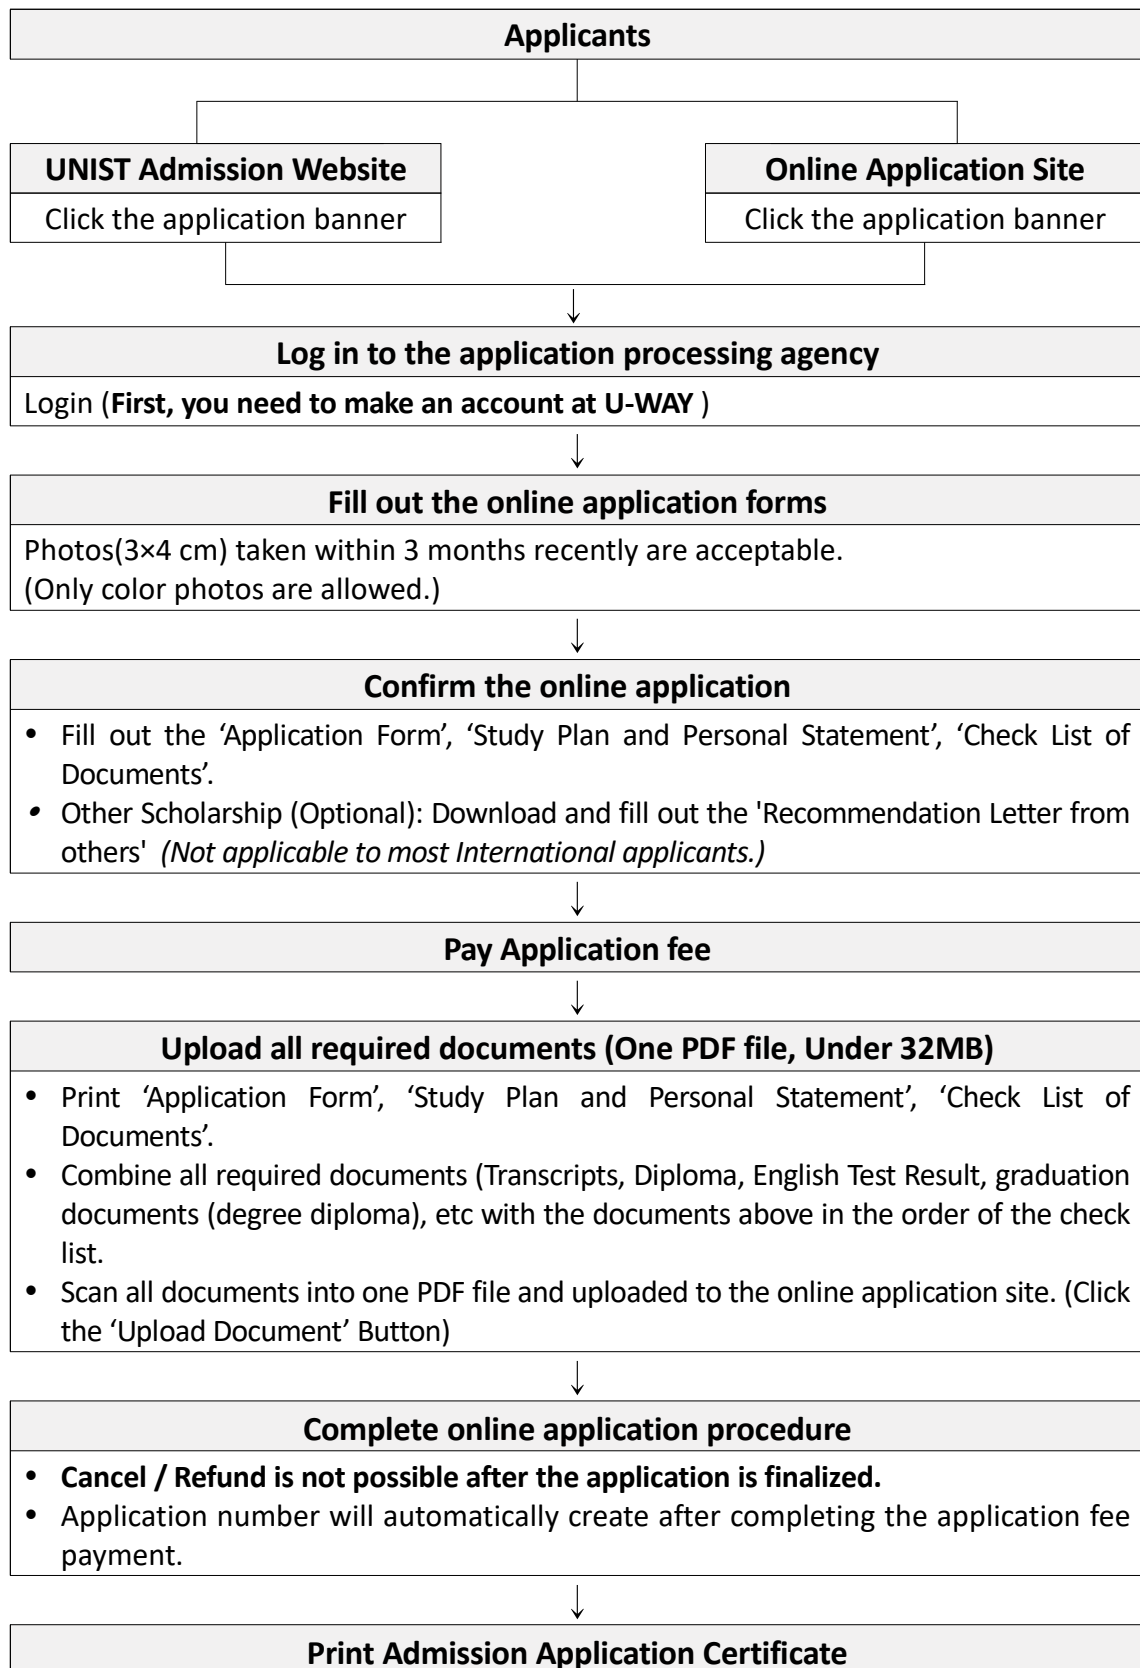 Applicants
UNIST Admission Website
Click the application banner
Online Application Site
Click the application banner
Log in to the application processing agency
Login (First, you need to make an account at U-WAY )
Fill out the online application forms
Photos(3×4 cm) taken within 3 months recently are acceptable.
(Only color photos are allowed.)
Confirm the online application
• Fill out the ‘Application Form’, ‘Study Plan and Personal Statement’, ‘Check List of
Documents’.
• Other Scholarship (Optional): Download and fill out the 'Recommendation Letter from
others' (Not applicable to most International applicants.)
Pay Application fee
Upload all required documents (One PDF file, Under 32MB)
• Print ‘Application Form’, ‘Study Plan and Personal Statement’, ‘Check List of
Documents’.
• Combine all required documents (Transcripts, Diploma, English Test Result, graduation
documents (degree diploma), etc with the documents above in the order of the check
list.
• Scan all documents into one PDF file and uploaded to the online application site. (Click
the ‘Upload Document’ Button)
Complete online application procedure
• Cancel / Refund is not possible after the application is finalized.
• Application number will automatically create after completing the application fee
payment.
Print Admission Application Certificate